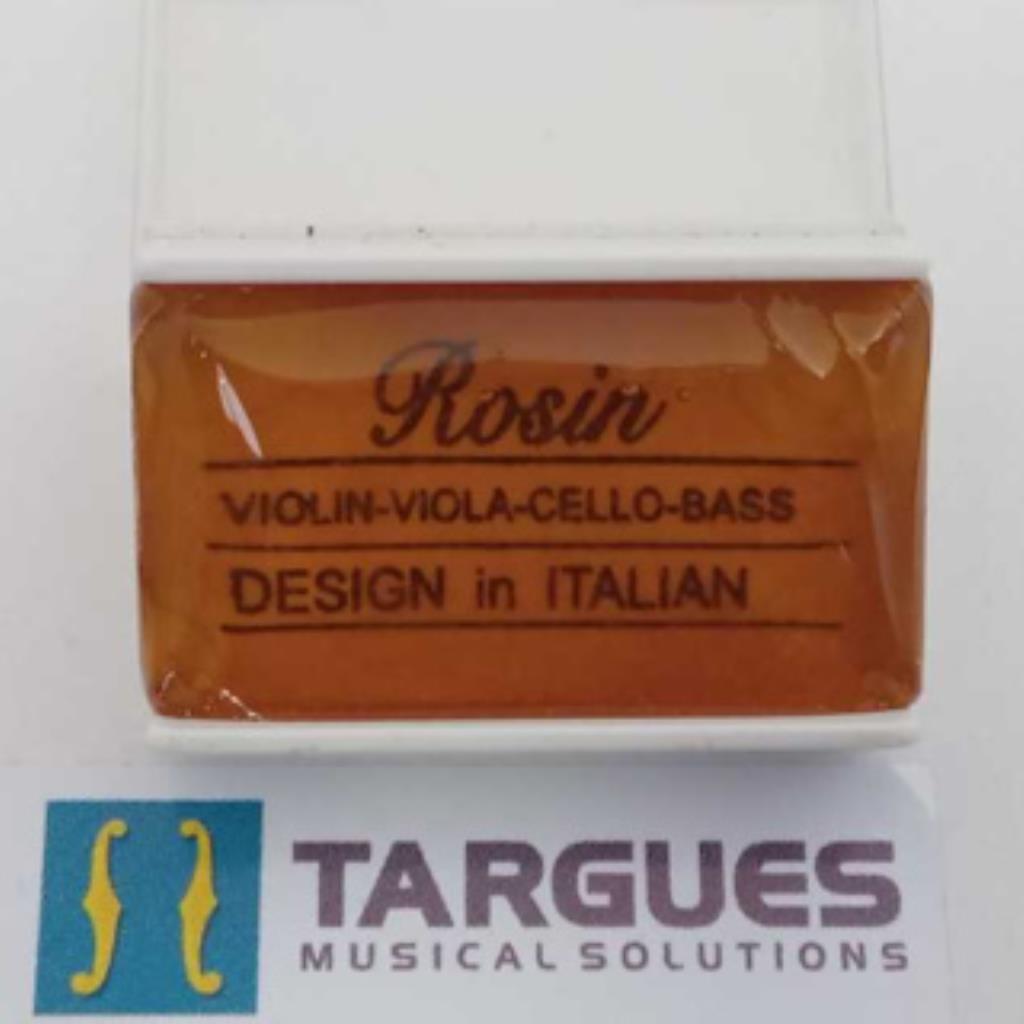 Rosin
VIOLIN-VIOLA-CELLO-BASS
DESIGN in ITALIAN
TARGUES
MUSICAL SOLUTIONS